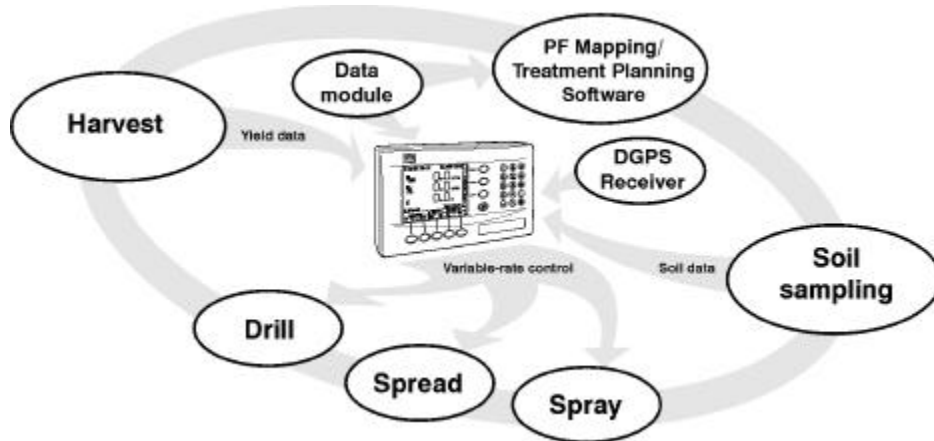 PF Mapping/
Treatment Planning
Software
Data
module
Harvest
Yield data
DGPS
Receiver
Variable-rate control
Soil data
Soil
sampling
Drill
Spread
Spray